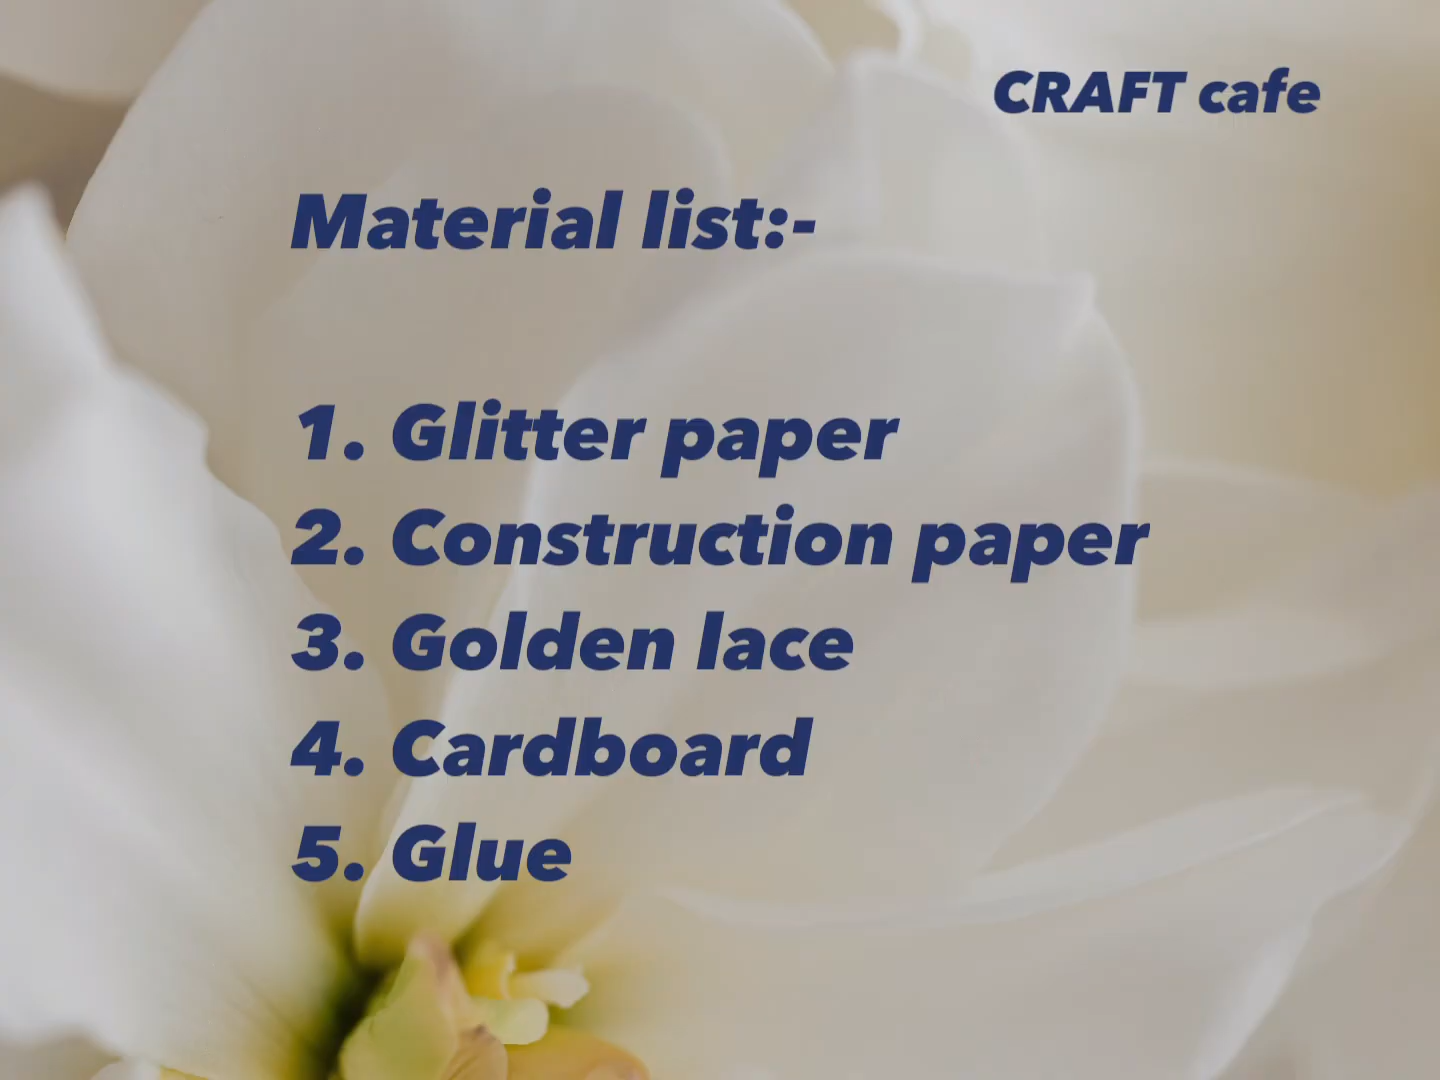 CRAFT cafe
Material list:-
1. Glitter paper
2. Construction paper
3. Golden lace
4. Cardboard
5. Glue